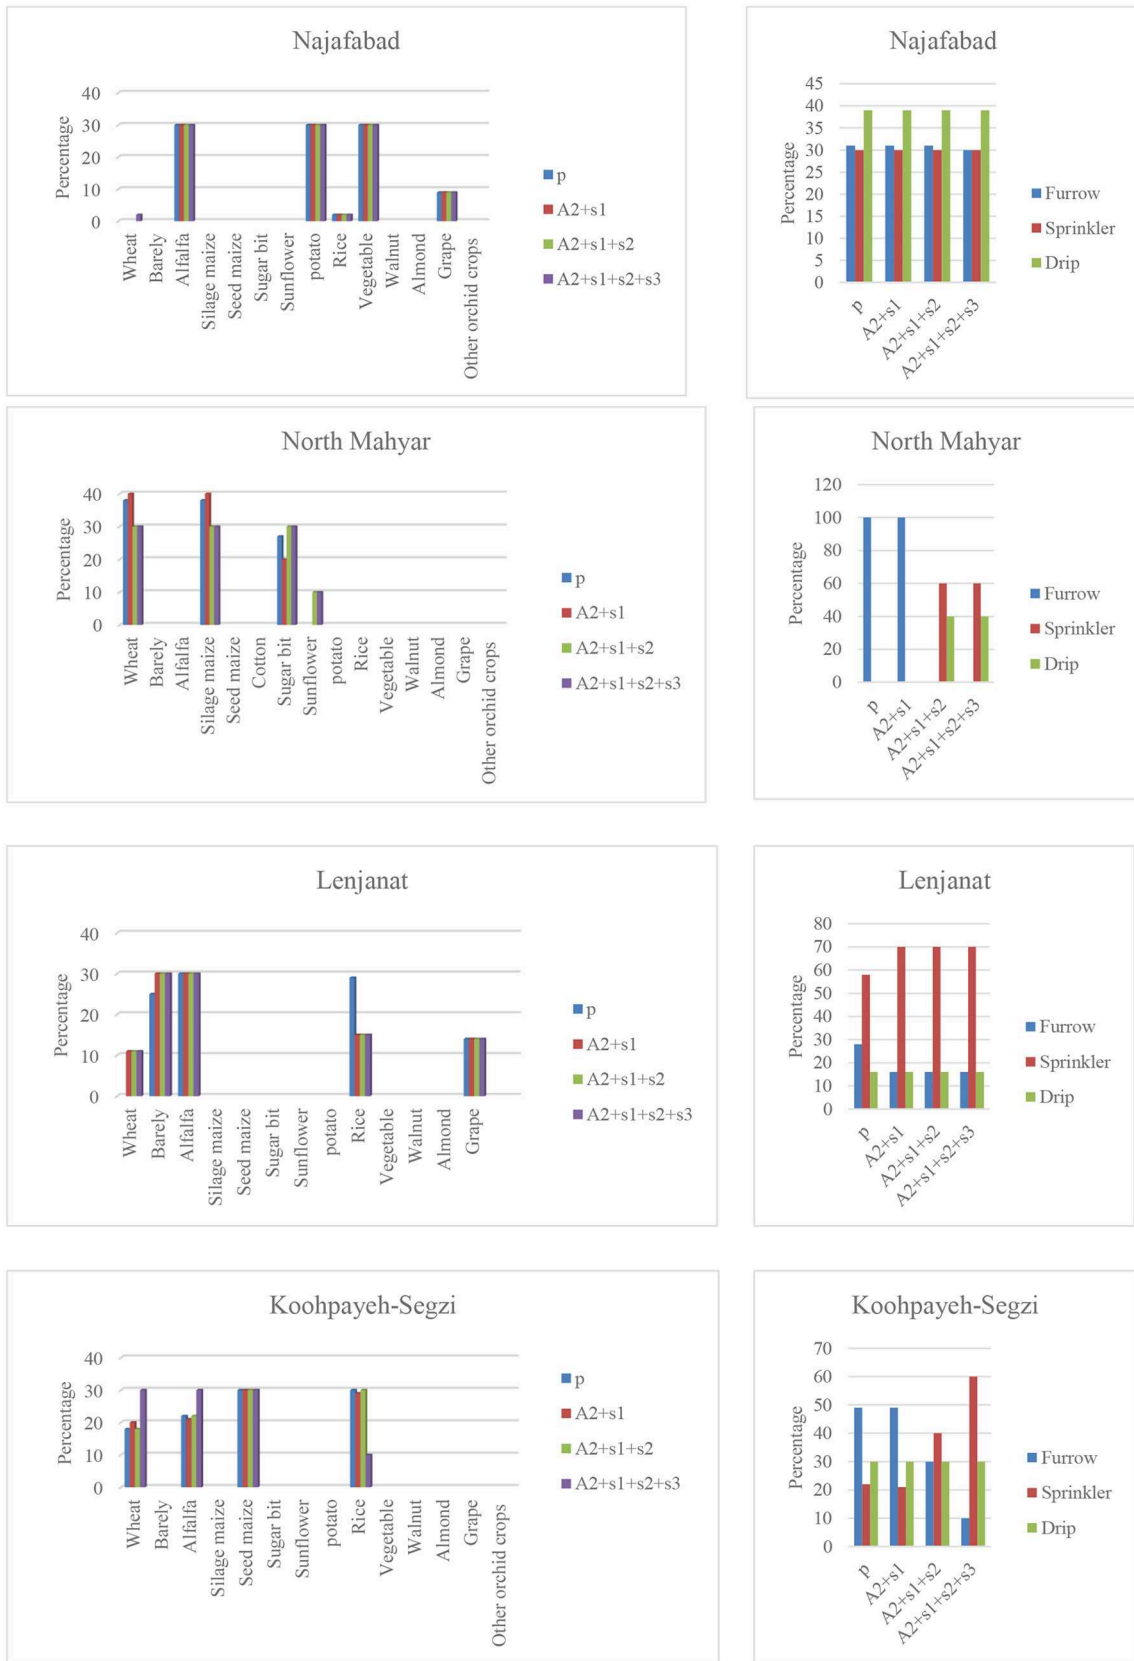 Najafabad
Percentage
40
30
20
10
0
Wheat
Barely
Alfalfa
Silage maize
Seed maize
Sugar bit
Sunflower
potato
Rice
Vegetable
Walnut
Almond
Grape
Other orchid crops
p
A2+s1
A2+s1+s2
A2+s1+s2+s3
Najafabad
Percentage
45
40
35
30
25
20
15
10
5
0
p
A2+s1
A2+s1+s2
A2+s1+s2+s3
Furrow
Sprinkler
Drip
North Mahyar
Percentage
40
30
20
10
0
Wheat
Barely
Alfalfa
Silage maize
Seed maize
Cotton
Sugar bit
Sunflower
potato
Rice
Vegetable
Walnut
Almond
Grape
Other orchid crops
p
A2+s1
A2+s1+s2
A2+s1+s2+s3
North Mahyar
Percentage
120
100
80
60
40
20
0
p
A2+s1
A2+s1+s2
A2+s1+s2+s3
Furrow
Sprinkler
Drip
Lenjanat
Percentage
40
30
20
10
0
Wheat
Barely
Alfalfa
Silage maize
Seed maize
Sugar bit
Sunflower
potato
Rice
Vegetable
Walnut
Almond
Grape
p
A2+s1
A2+s1+s2
A2+s1+s2+s3
Lenjanat
Percentage
80
70
60
50
40
30
20
10
0
p
A2+s1
A2+s1+s2
A2+s1+s2+s3
Furrow
Sprinkler
Drip
Koohpayeh-Segzi
Percentage
40
30
20
10
0
Wheat
Barely
Alfalfa
Silage maize
Seed maize
Sugar bit
Sunflower
potato
Rice
Vegetable
Walnut
Almond
Grape
Other orchid crops
p
A2+s1
A2+s1+s2
A2+s1+s2+s3
Koohpayeh-Segzi
Percentage
70
60
50
40
30
20
10
0
p
A2+s1
A2+s1+s2
A2+s1+s2+s3
Furrow
Sprinkler
Drip